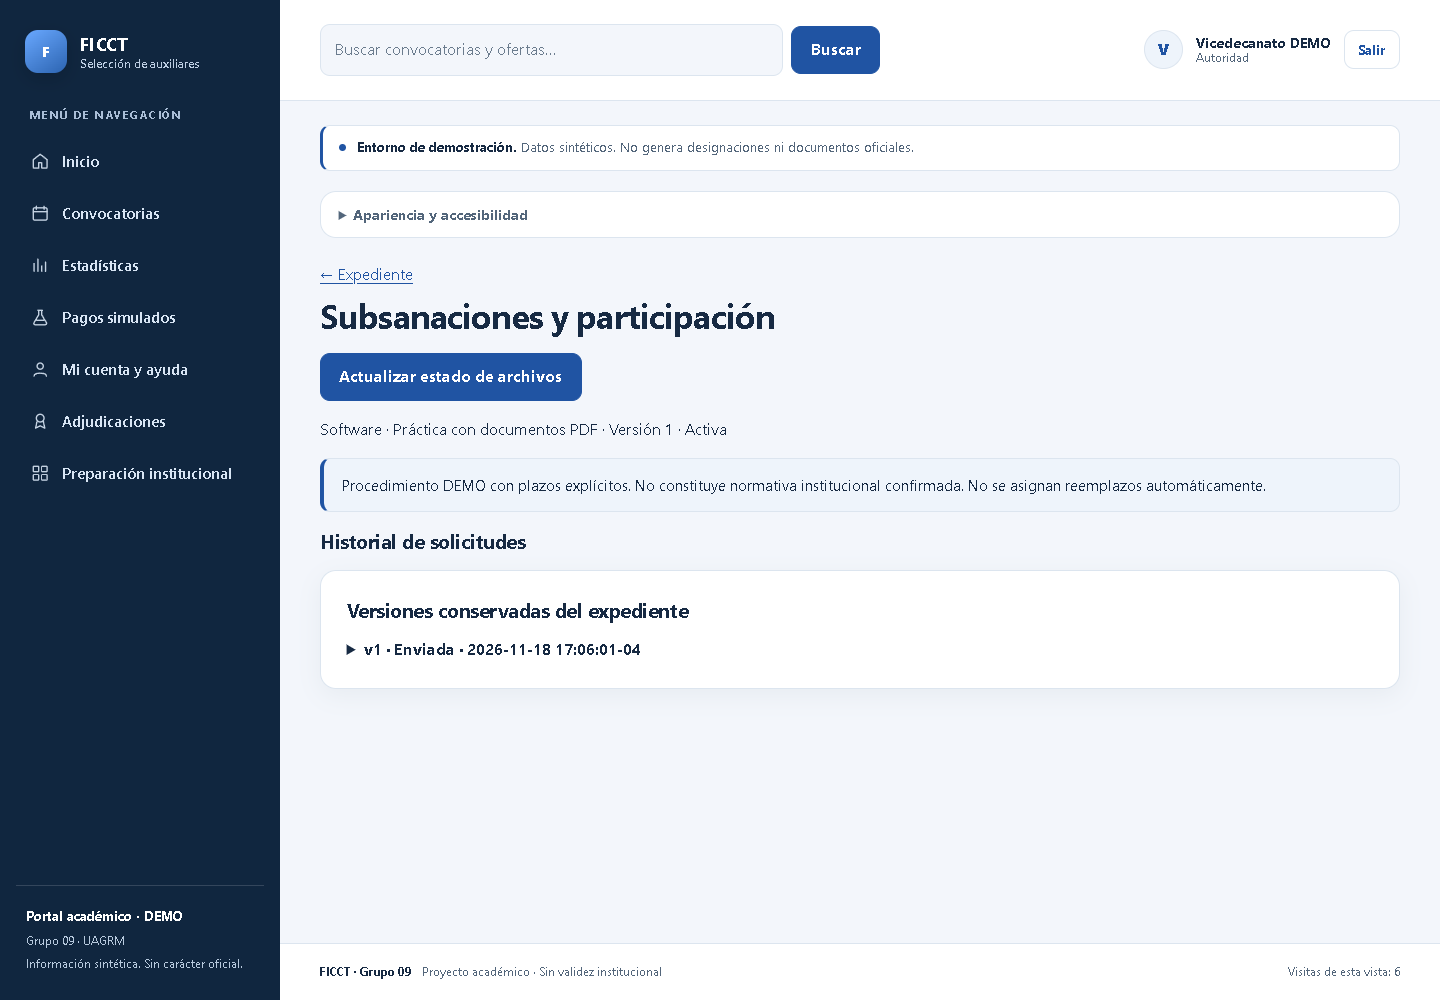 F
FICCT
Selección de auxiliares
MENÚ DE NAVEGACIÓN
Inicio
Convocatorias
Estadísticas
Pagos simulados
Mi cuenta y ayuda
Adjudicaciones
Preparación institucional
Portal académico · DEMO
Grupo 09 · UAGRM
Información sintética. Sin carácter oficial.
Buscar convocatorias y ofertas...
Buscar
V
Vicedecanato DEMO
Autoridad
Salir
Entorno de demostración. Datos sintéticos. No genera designaciones ni documentos oficiales.
Apariencia y accesibilidad
← Expediente
Subsanaciones y participación
Actualizar estado de archivos
Software · Práctica con documentos PDF · Versión 1 · Activa
Procedimiento DEMO con plazos explícitos. No constituye normativa institucional confirmada. No se asignan reemplazos automáticamente.
Historial de solicitudes
Versiones conservadas del expediente
v1 · Enviada · 2026-11-18 17:06:01-04
FICCT · Grupo 09 Proyecto académico · Sin validez institucional
Visitas de esta vista: 6